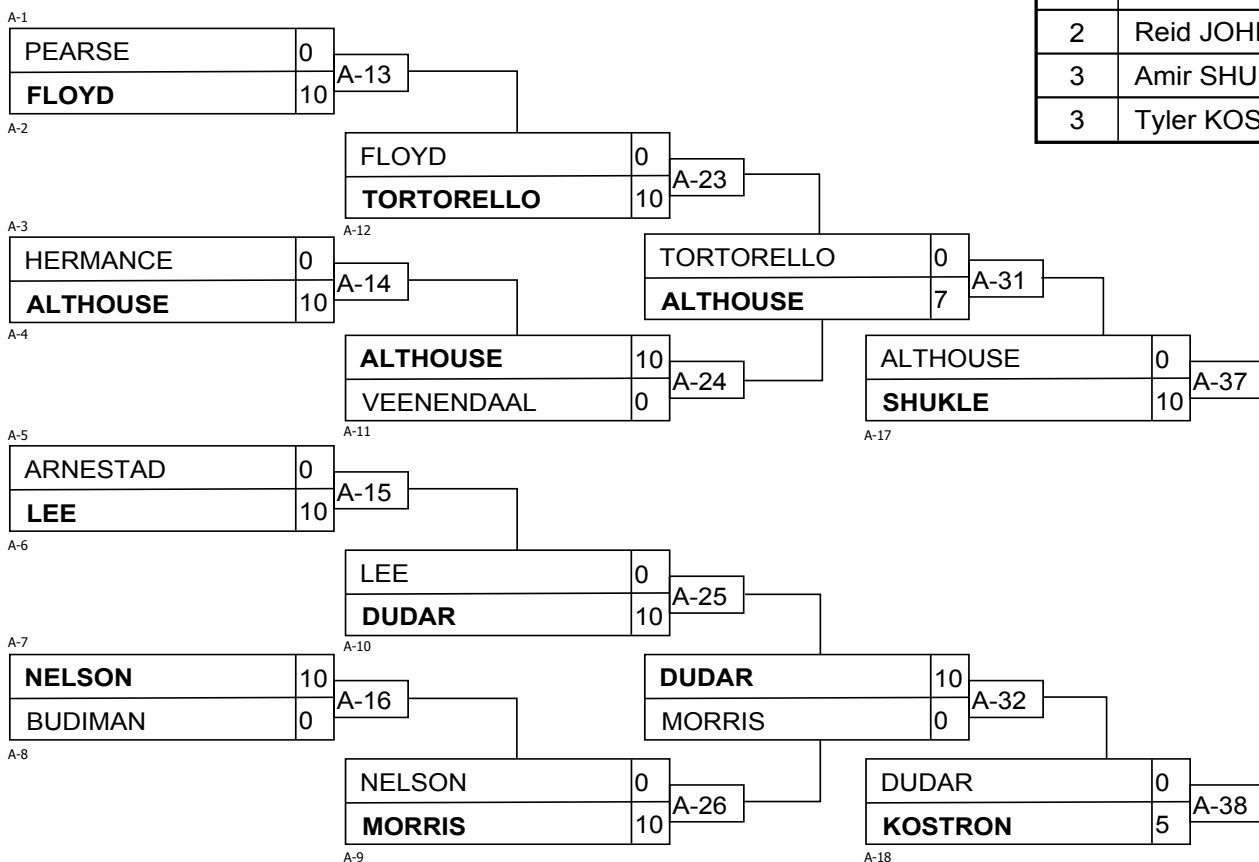 A-1
PEARSE 0
A-13
FLOYD 10
A-2
2 Reid
3 Amir
3 Tyler
FLOYD 0
A-23
TORTORELLO 10
A-12
A-3
HERMANCE 0
A-14
ALTHOUSE 10
A-4
TORTORELLO 0
A-31
ALTHOUSE 7
ALTHOUSE 10
A-24
VEENENDAAL 0
A-11
ALTHOUSE 0
A-37
SHUKLE 10
A-17
A-5
ARNESTAD 0
A-15
LEE 10
A-6
LEE 0
A-25
DUDAR 10
A-10
A-7
NELSON 10
A-16
BUDIMAN 0
A-8
DUDAR 10
A-32
MORRIS 0
NELSON 0
A-26
MORRIS 10
A-9
DUDAR 0
A-38
KOSTRON 5
A-18